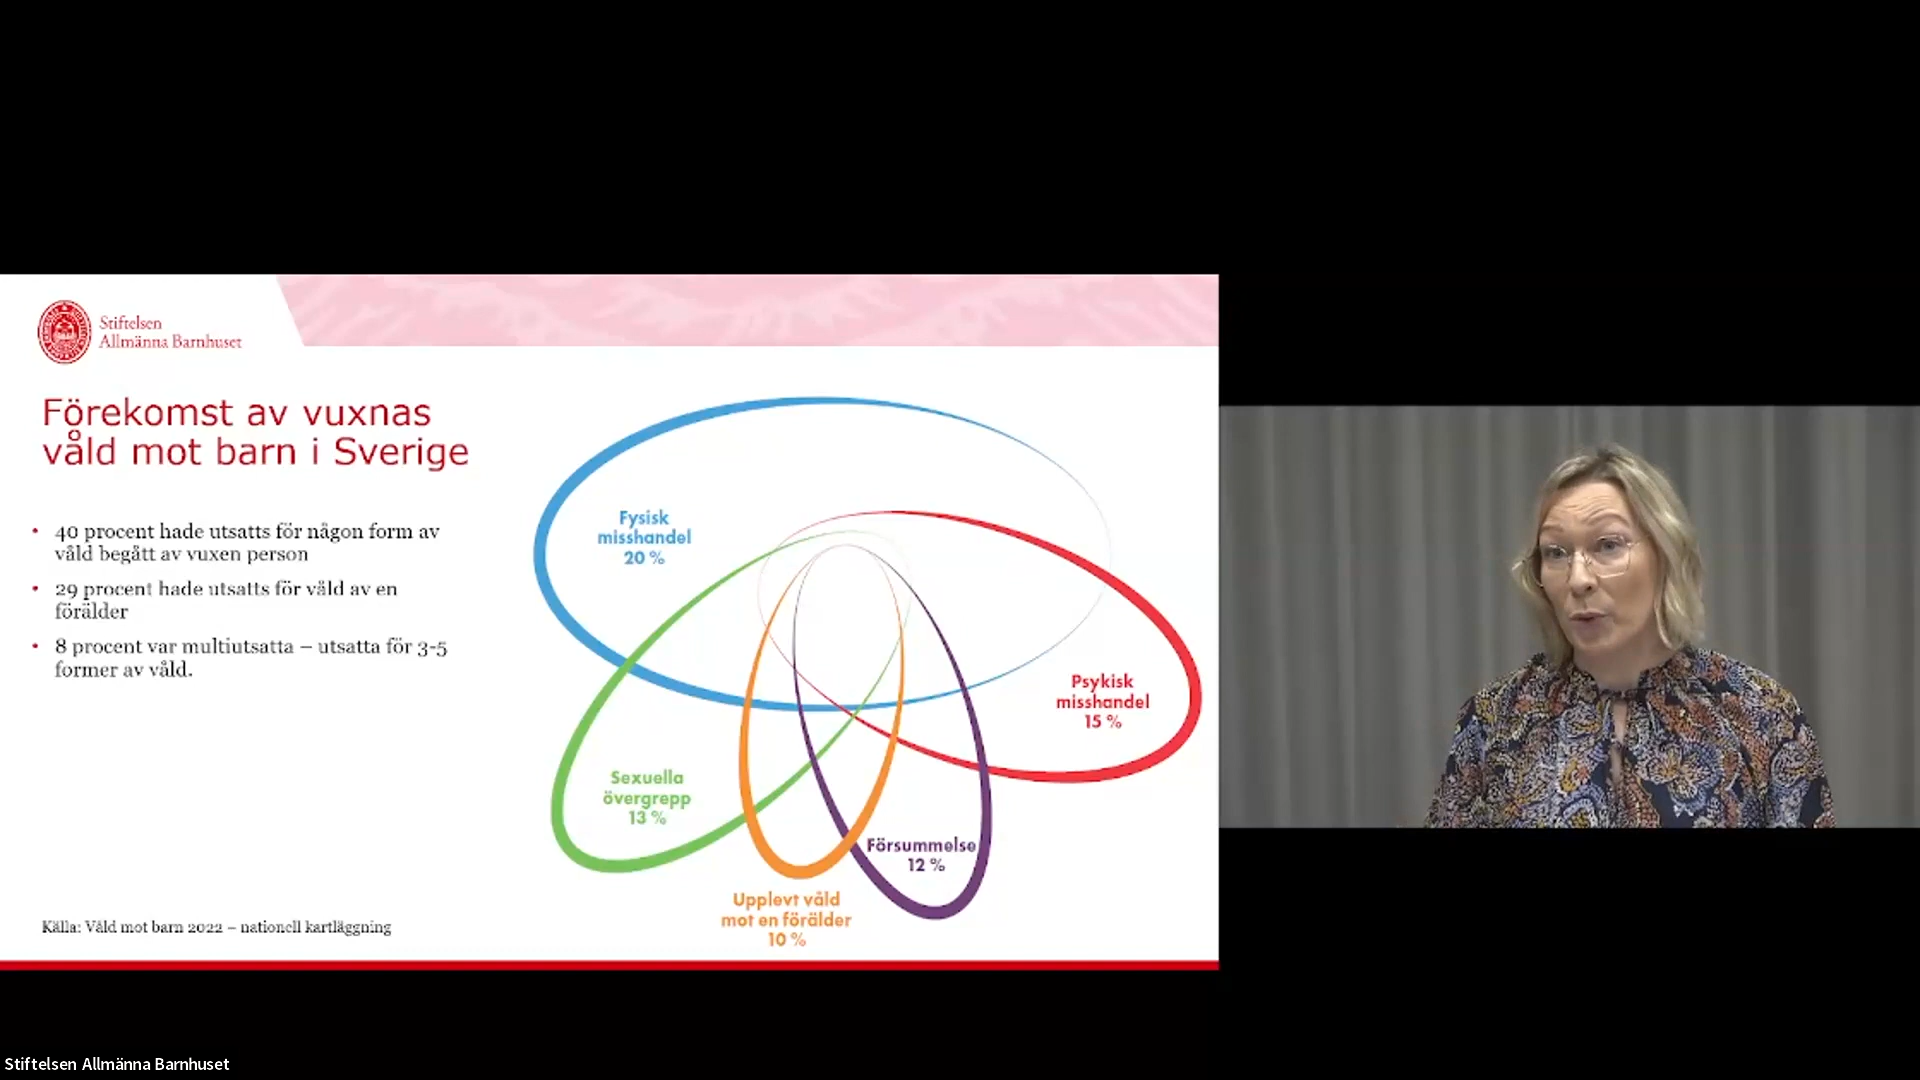 Stiftelsen
Allmänna Barnhuset
Förekomst av vuxnas
våld mot barn i Sverige
• 40 procent hade utsatts för någon form av
våld begått av vuxen person
• 29 procent hade utsatts för våld av en
förälder
• 8 procent var multiutsatta – utsatta för 3-5
former av våld.
Källa: Våld mot barn 2022 – nationell kartläggning
Fysisk
misshandel
20 %
Psykisk
misshandel
15 %
Sexuella
övergrepp
13 %
Försummelse
12 %
Upplevt våld
mot en förälder
10 %
Stiftelsen Allmänna Barnhuset